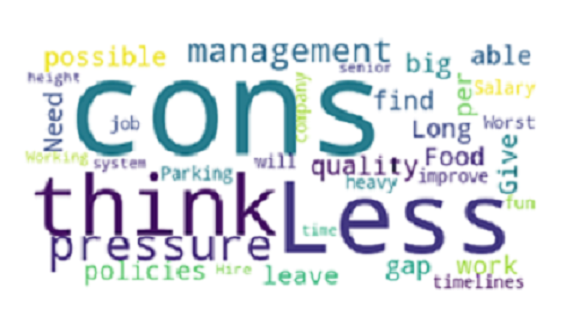 possible management big able
height senior
Need cons company find per Salary
job Long Worst
Working system Parking will quality Food Give
heavy improve
think Less fun
pressure time
policies Hire leave gap work
timelines